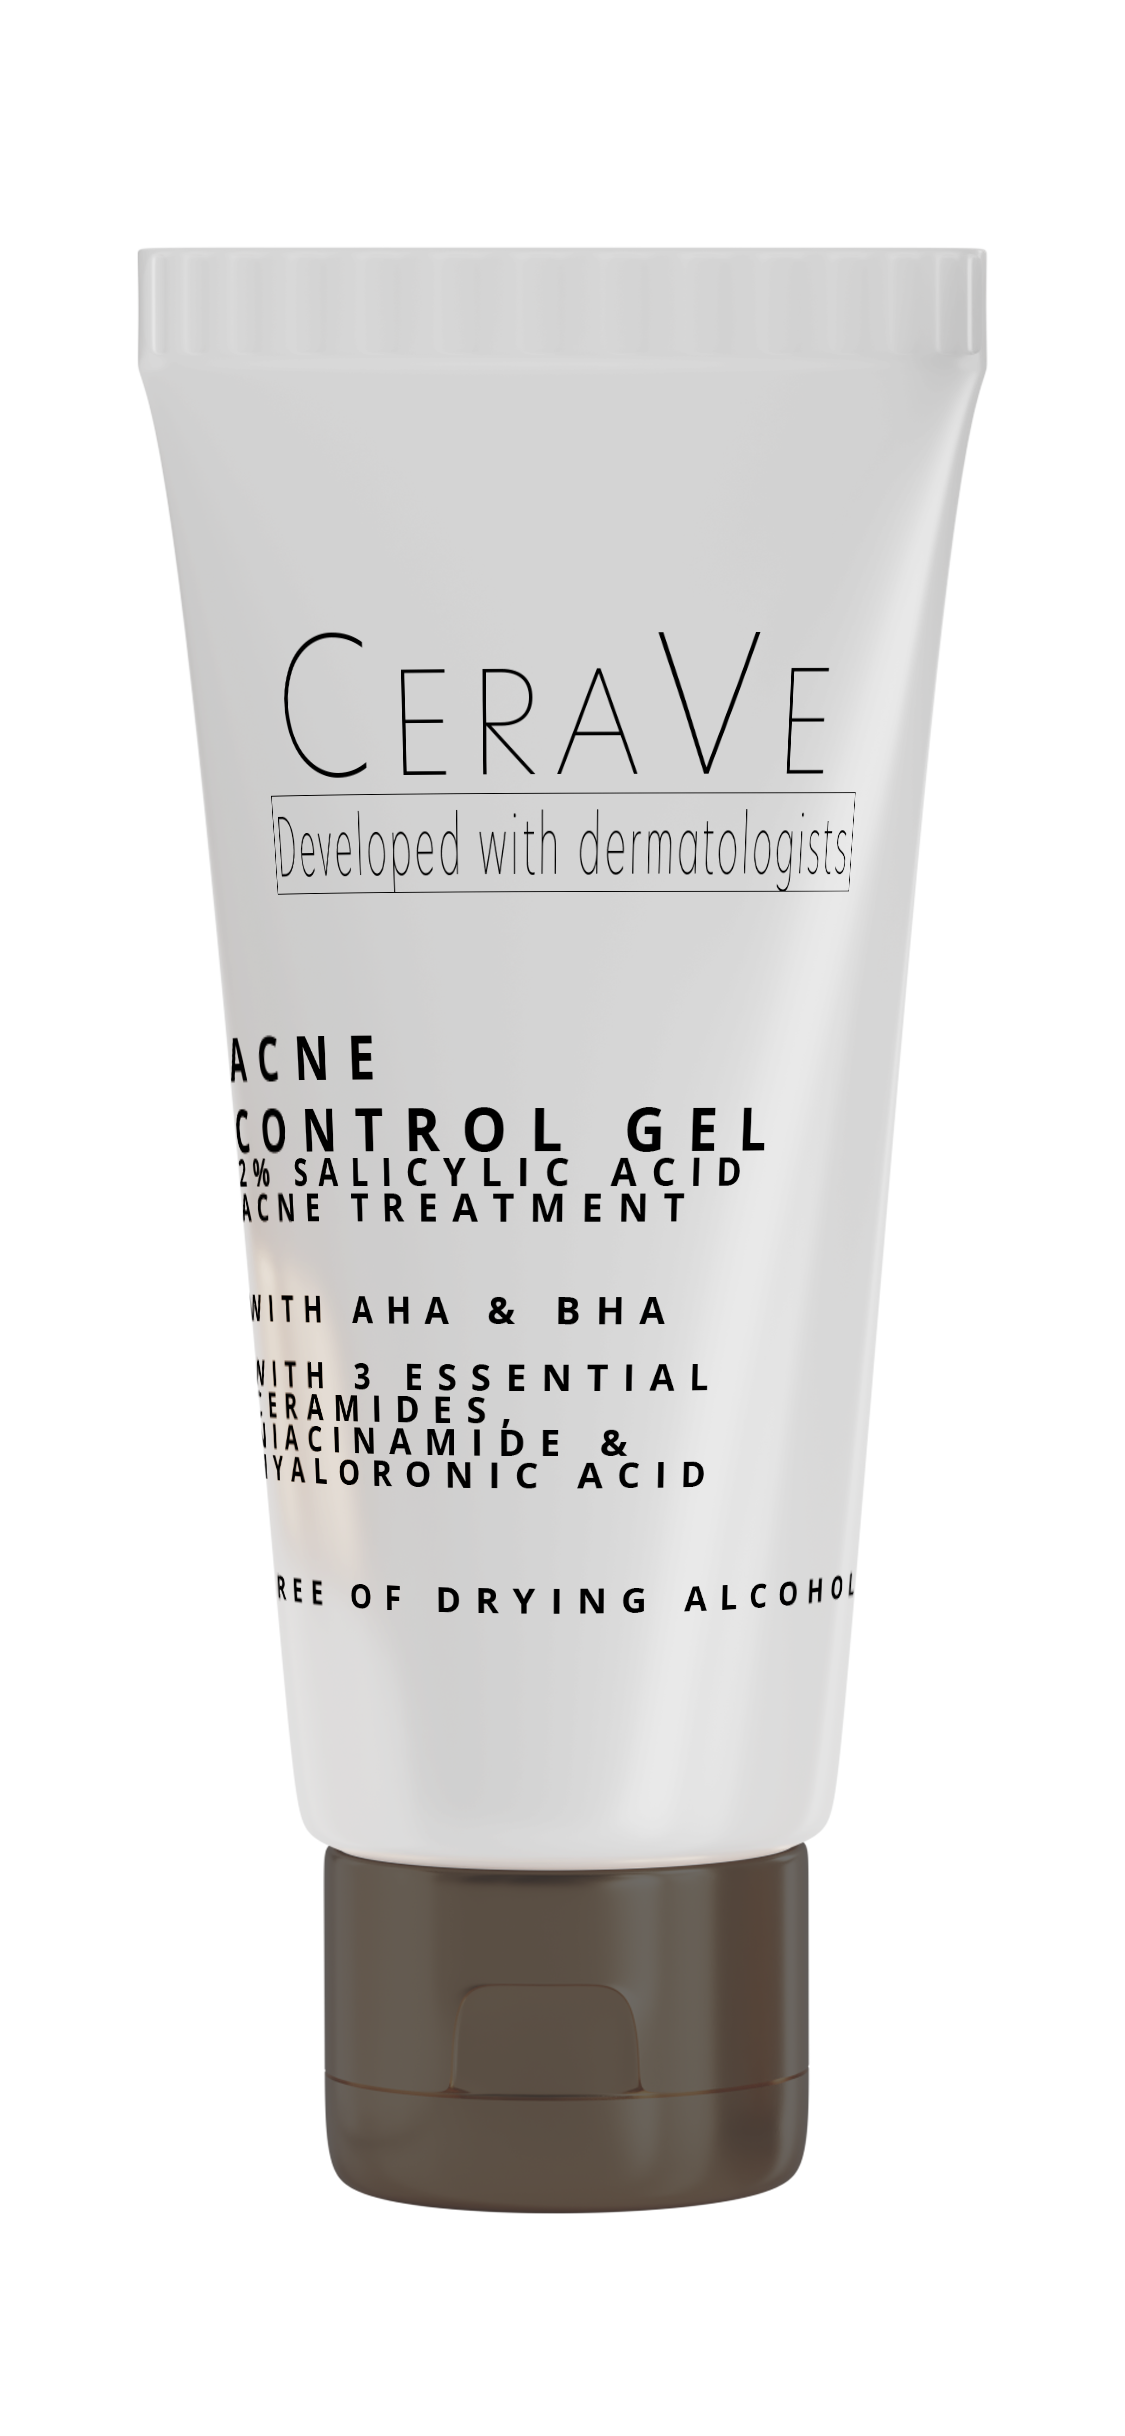 CERAVE
Developed with dermatologists
ACNE
CONTROL GEL
2% SALICYLIC ACID
ACNE TREATMENT
WITH AHA & BHA
WITH 3 ESSENTIAL
CERAMIDES,
NIACINAMIDE &
HYALORONIC ACID
REE OF DRYING ALCOHOL